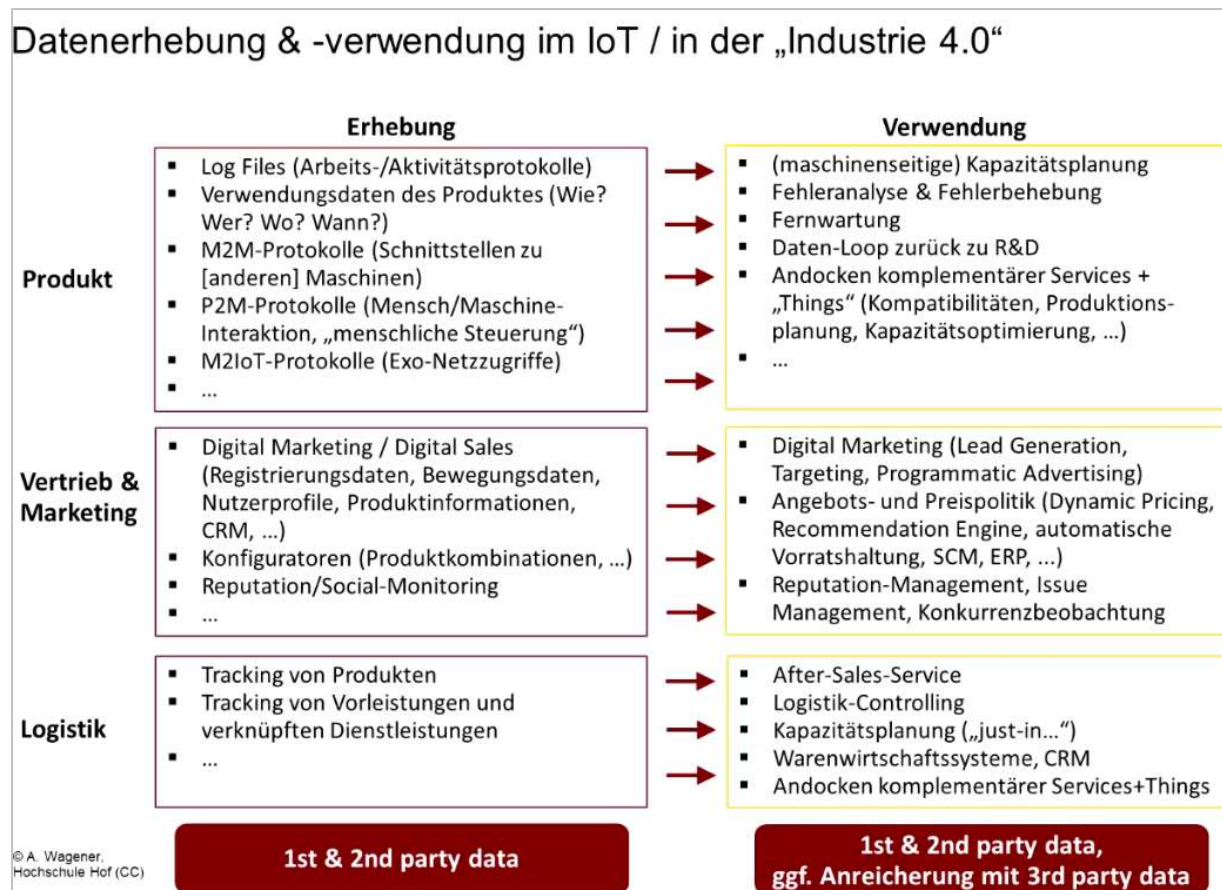 Datenerhebung & -verwendung im IoT / in der „Industrie 4.0“
Erhebung
Verwendung
Produkt
▪ Log Files (Arbeits-/Aktivitätsprotokolle)
▪ Verwendungsdaten des Produktes (Wie?
Wer? Wo? Wann?)
▪ M2M-Protokolle (Schnittstellen zu
[anderen] Maschinen)
▪ P2M-Protokolle (Mensch/Maschine-
Interaktion, „menschliche Steuerung“)
▪ M2IoT-Protokolle (Exo-Netzzugriffe)
▪ ...
▪ (maschinenseitige) Kapazitätsplanung
▪ Fehleranalyse & Fehlerbehebung
▪ Fernwartung
▪ Daten-Loop zurück zu R&D
▪ Andocken komplementärer Services +
„Things“ (Kompatibilitäten, Produktions-
planung, Kapazitätsoptimierung, ...)
▪ ...
Vertrieb &
Marketing
▪ Digital Marketing / Digital Sales
(Registrierungsdaten, Bewegungsdaten,
Nutzerprofile, Produktinformationen,
CRM, ...)
▪ Konfiguratoren (Produktkombinationen, ...)
▪ Reputation/Social-Monitoring
▪ ...
▪ Digital Marketing (Lead Generation,
Targeting, Programmatic Advertising)
▪ Angebots- und Preispolitik (Dynamic Pricing,
Recommendation Engine, automatische
Vorratshaltung, SCM, ERP, ...)
▪ Reputation-Management, Issue
Management, Konkurrenzbeobachtung
Logistik
▪ Tracking von Produkten
▪ Tracking von Vorleistungen und
verknüpften Dienstleistungen
▪ ...
▪ After-Sales-Service
▪ Logistik-Controlling
▪ Kapazitätsplanung („just-in...“)
▪ Warenwirtschaftssysteme, CRM
▪ Andocken komplementärer Services+Things
© A. Wagener,
Hochschule Hof (CC)
1st & 2nd party data
1st & 2nd party data,
ggf. Anreicherung mit 3rd party data